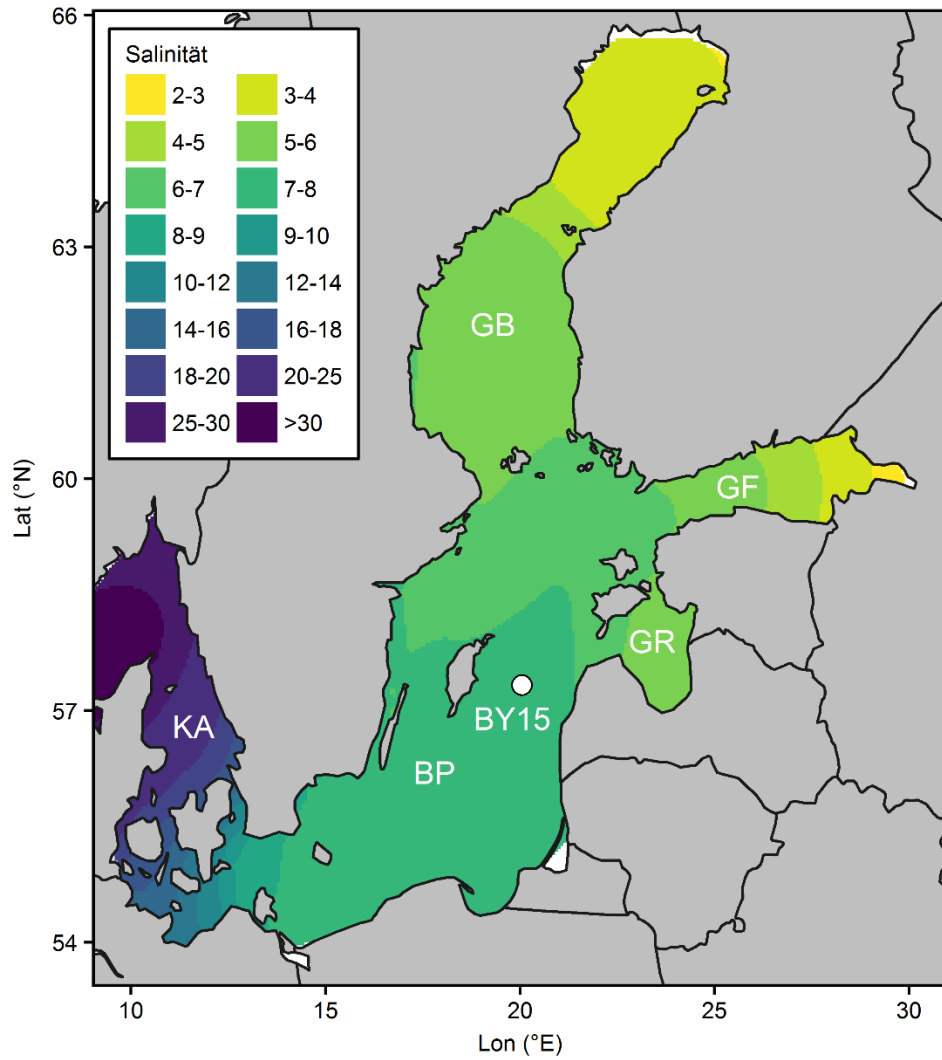 66
Salinität
2-3 3-4
4-5 5-6
6-7 7-8
8-9 9-10
10-12 12-14
14-16 16-18
18-20 20-25
25-30 >30
63
GB
60
GF
Lat (°N)
GR
57
KA
BY15
BP
54
10 15 20 25 30
Lon (°E)